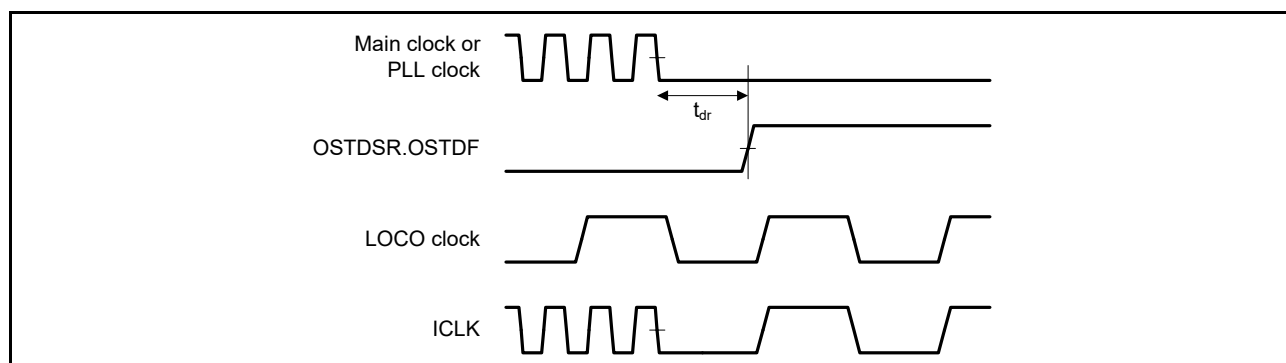 Main clock or
PLL clock
tdr
OSTDSR.OSTDF
LOCO clock
ICLK